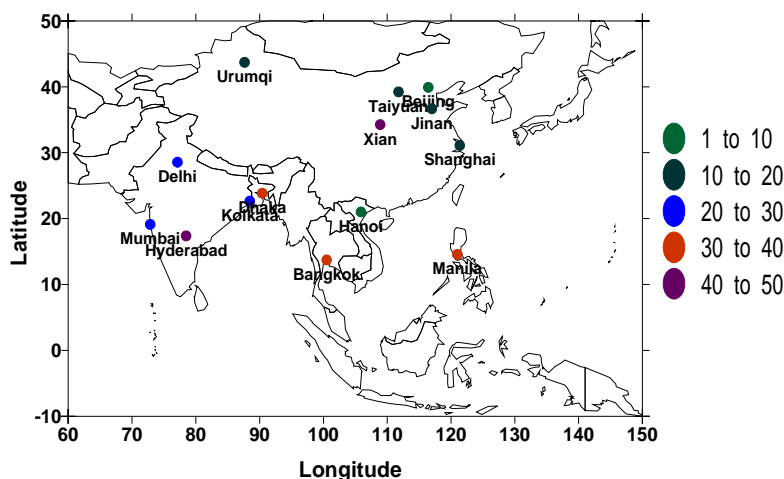 50
40
30
20
10
0
-10
60 70 80 90 100 110 120 130 140 150
Latitude
Longitude
Urumqi
Taiyuan
Beijing
Jinan
Xian
Shanghai
Delhi
Dhaka
Kolkata
Hanoi
Mumbai
Hyderabad
Bangkok
Manila
1 to 10
10 to 20
20 to 30
30 to 40
40 to 50